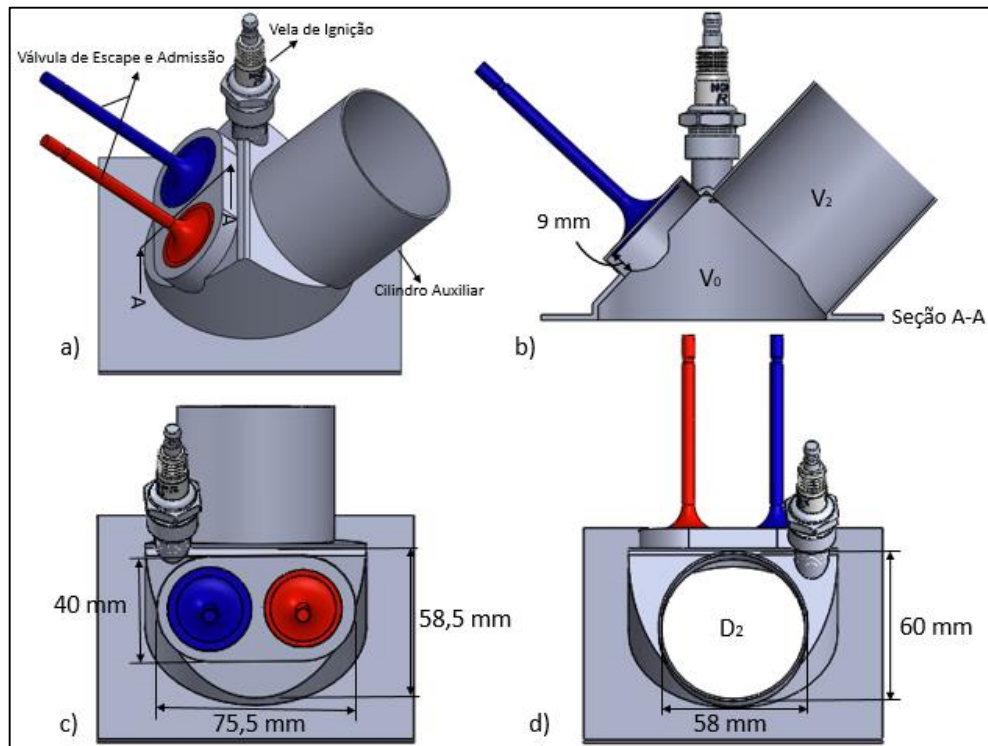 Vela de Ignição
Válvula de Escape e Admissão
A
A
Cilindro Auxiliar
a)
NGK
R
9 mm
V₂
V₀
Seção A-A
b)
40 mm
58,5 mm
75,5 mm
c)
D₂
60 mm
58 mm
d)